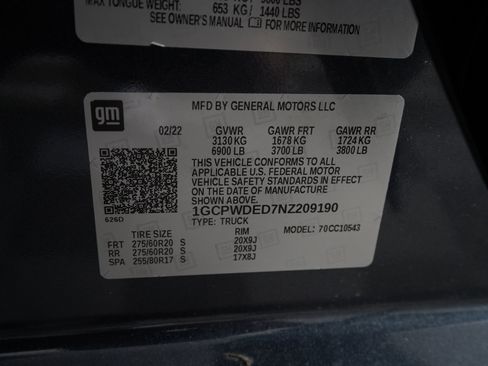 MAX TONGUE WEIGHT:
653 KG / 1440 LBS
SEE OWNER'S MANUAL FOR MORE INFORMATION
gm
MFD BY GENERAL MOTORS LLC
02/22 GVWR GAWR FRT GAWR RR
3130 KG 1678 KG 1724 KG
6900 LB 3700 LB 3800 LB
THIS VEHICLE CONFORMS TO ALL
APPLICABLE U.S. FEDERAL MOTOR
VEHICLE SAFETY STANDARDS IN EFFECT
ON THE DATE OF MANUFACTURE
SHOWN ABOVE.
1GCPWDED7NZ209190
626D
TYPE: TRUCK MODEL: 70CC10543
TIRE SIZE RIM
FRT 275/60R20 S 20X9J
RR 275/60R20 S 20X9J
SPA 255/80R17 S 17X8J